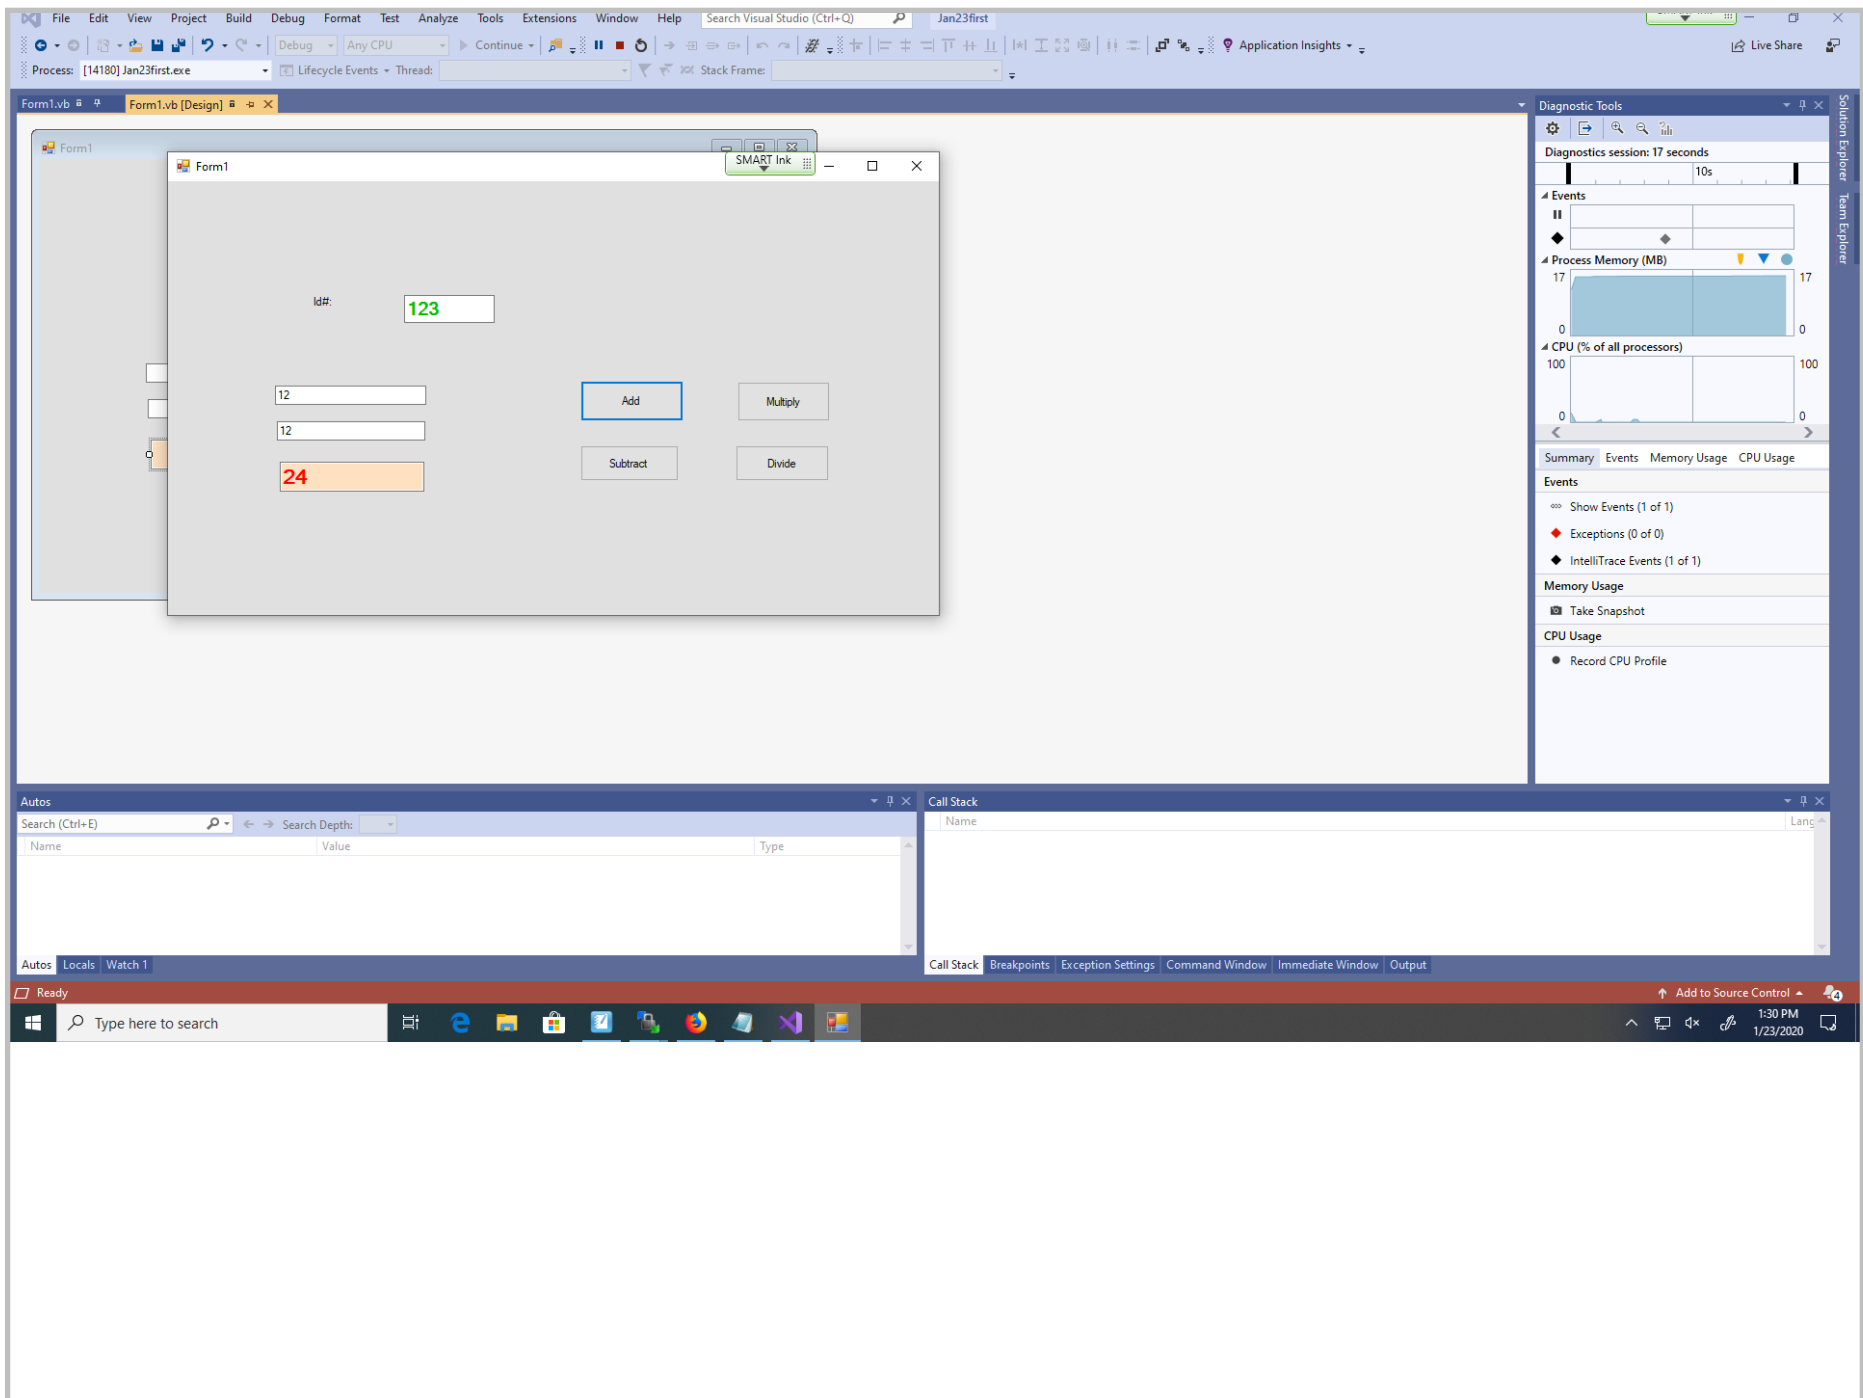 File Edit View Project Build Debug Format Test Analyze Tools Extensions Window Help Search Visual Studio (Ctrl+Q) Jan23first
Debug Any CPU Continue Application Insights Live Share
Process: [14180] Jan23first.exe Lifecycle Events Thread: Stack Frame:
Form1.vb Form1.vb [Design]
Form1
Form1
SMART Ink
Id#:
123
12
12
24
Add
Multiply
Subtract
Divide
Diagnostic Tools
Diagnostics session: 17 seconds
10s
Events
Process Memory (MB)
17 17
0 0
CPU (% of all processors)
100 100
0 0
Summary Events Memory Usage CPU Usage
Events
Show Events (1 of 1)
Exceptions (0 of 0)
IntelliTrace Events (1 of 1)
Memory Usage
Take Snapshot
CPU Usage
Record CPU Profile
Solution Explorer
Team Explorer
Autos
Search (Ctrl+E) Search Depth:
Name Value Type
Autos Locals Watch 1
Call Stack
Name Lang
Call Stack Breakpoints Exception Settings Command Window Immediate Window Output
Ready
Add to Source Control 4
Type here to search
1:30 PM
1/23/2020